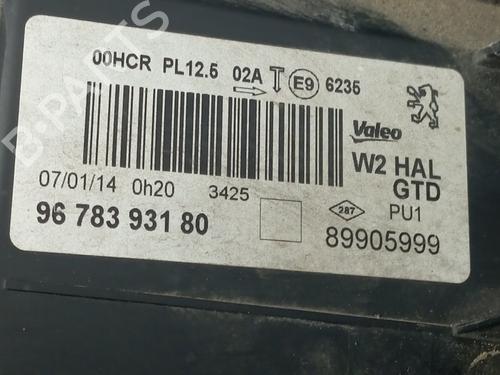 00HCR PL12.5 02A E9 6235
Valeo
W2 HAL
GTD
07/01/14 0h20 3425
287
PU1
96 783 931 80
89905999
B-PARTS